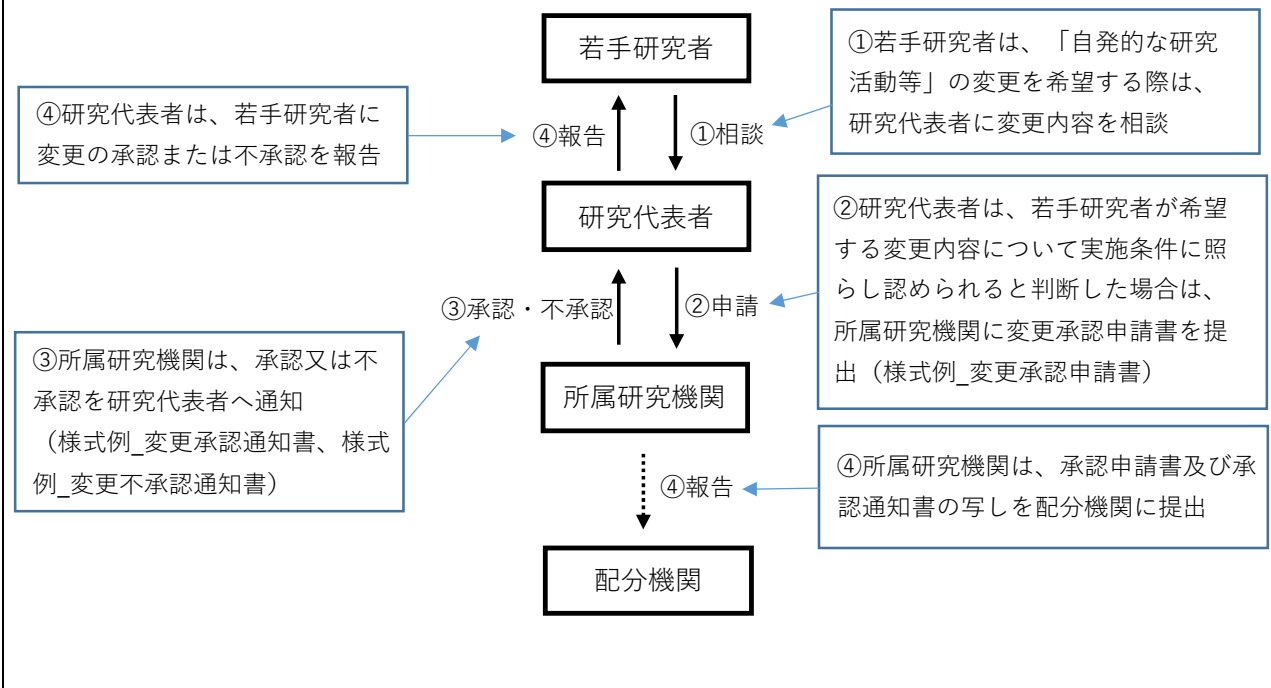 若手研究者
①若手研究者は、「自発的な研究
活動等」の変更を希望する際は、
研究代表者に変更内容を相談
④研究代表者は、若手研究者に
変更の承認または不承認を報告
④報告
①相談
研究代表者
②研究代表者は、若手研究者が希望
する変更内容について実施条件に照
らし認められると判断した場合は、
所属研究機関に変更承認申請書を提
出（様式例_変更承認申請書）
③承認・不承認
②申請
③所属研究機関は、承認又は不
承認を研究代表者へ通知
（様式例_変更承認通知書、様式
例_変更不承認通知書）
所属研究機関
④報告
④所属研究機関は、承認申請書及び承
認通知書の写しを配分機関に提出
配分機関